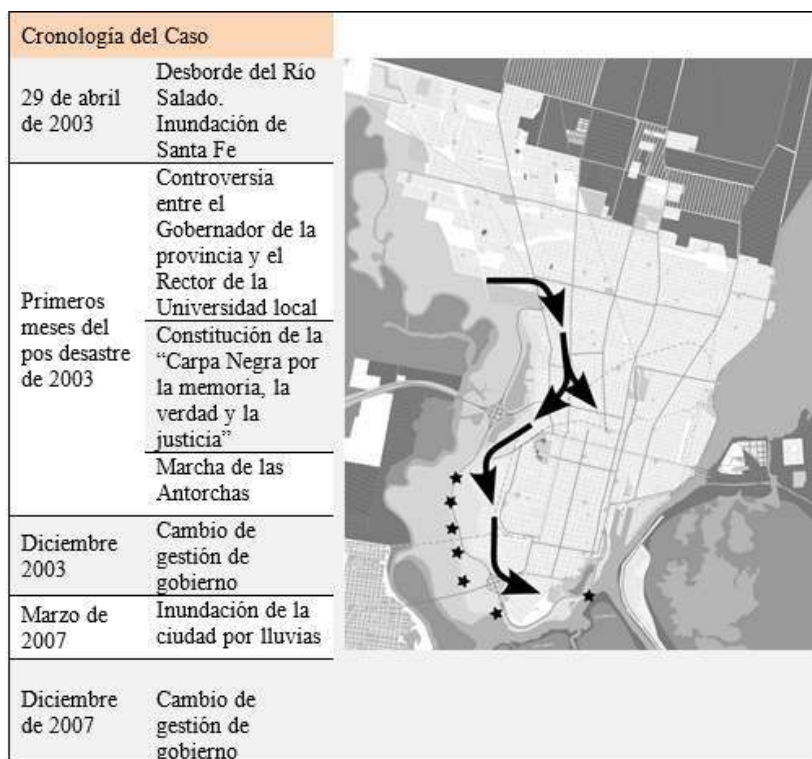 Cronología del Caso
29 de abril
de 2003
Desborde del Río
Salado.
Inundación de
Santa Fe
Primeros
meses del
pos desastre
de 2003
Controversia
entre el
Gobernador de la
provincia y el
Rector de la
Universidad local
Constitución de la
“Carpa Negra por
la memoria, la
verdad y la
justicia”
Marcha de las
Antorchas
Diciembre
2003
Cambio de
gestión de
gobierno
Marzo de
2007
Inundación de la
ciudad por lluvias
Diciembre
de 2007
Cambio de
gestión de
gobierno